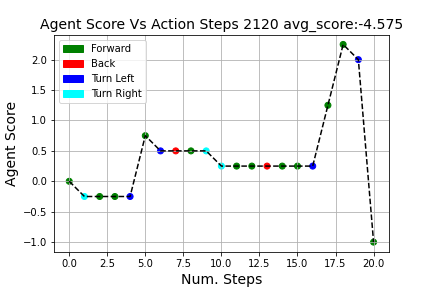 Agent Score Vs Action Steps 2120 avg_score:-4.575
Agent Score
Forward
Back
Turn Left
Turn Right
2.0
1.5
1.0
0.5
0.0
−0.5
−1.0
0.0 2.5 5.0 7.5 10.0 12.5 15.0 17.5 20.0
Num. Steps